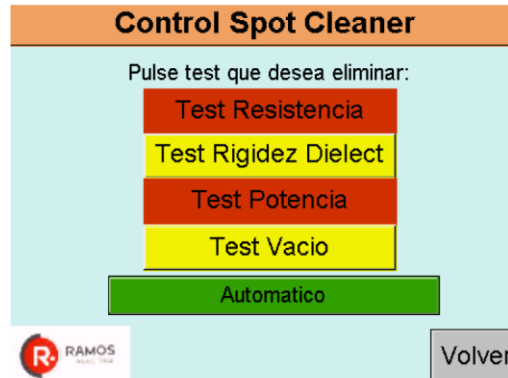 Control Spot Cleaner
Pulse test que desea eliminar:
Test Resistencia
Test Rigidez Dielect
Test Potencia
Test Vacio
Automatico
R.
RAMOS
Volver